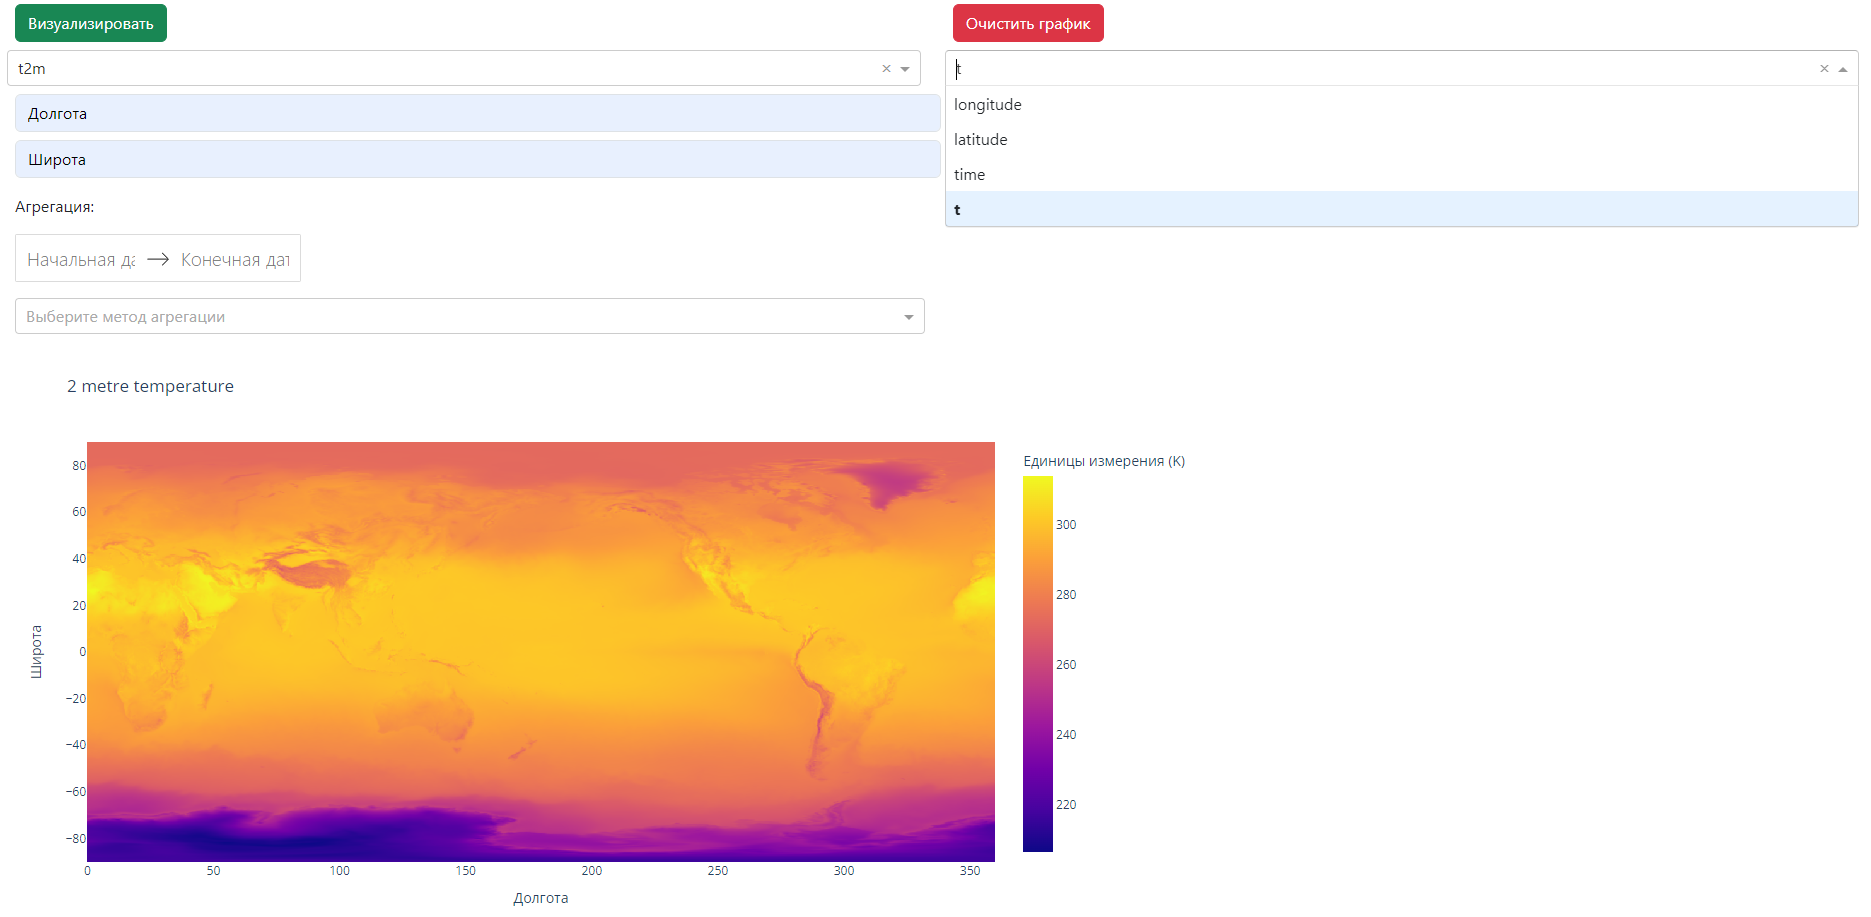 Визуализировать
Очистить график
t2m
t
Долгота
Широта
longitude
latitude
time
t
Агрегация:
Начальная да
Конечная дат
Выберите метод агрегации
2 metre temperature
Единицы измерения (K)
80
60
40
20
0
−20
−40
−60
−80
Широта
0
50
100
150
200
250
300
350
Долгота
300
280
260
240
220